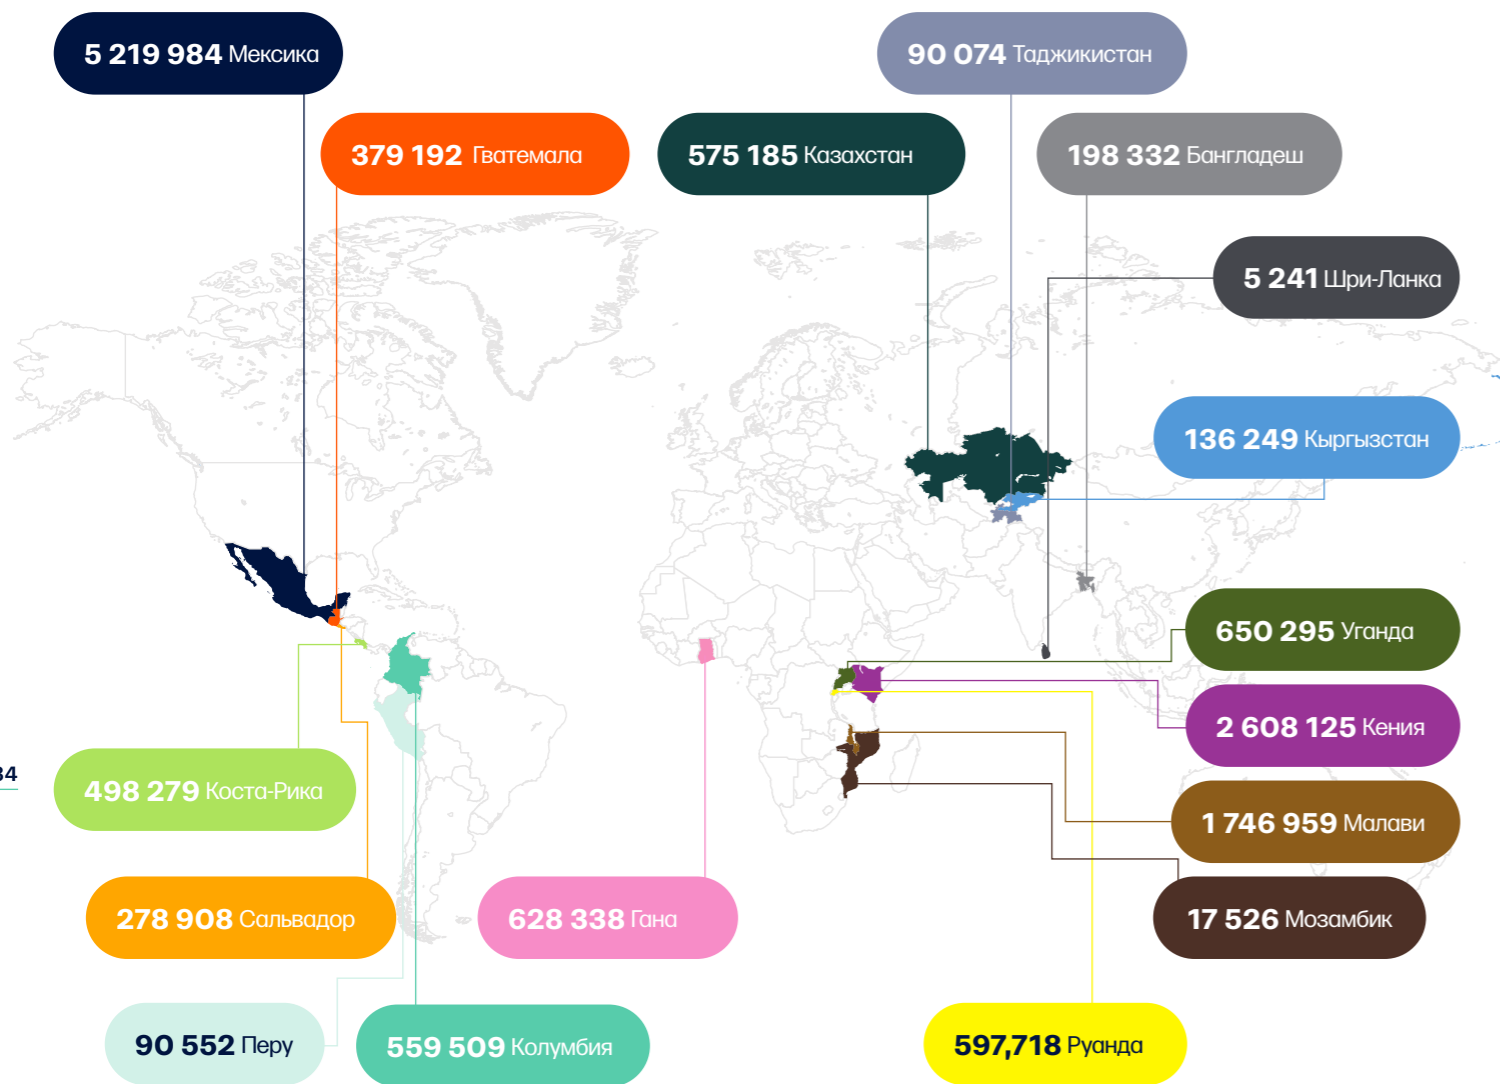 5 219 984 Мексика
90 074 Таджикистан
379 192 Гватемала
575 185 Казахстан
198 332 Бангладеш
5 241 Шри-Ланка
136 249 Кыргызстан
650 295 Уганда
2 608 125 Кения
34
498 279 Коста-Рика
1 746 959 Малави
278 908 Сальвадор
628 338 Гана
17 526 Мозамбик
90 552 Перу
559 509 Колумбия
597,718 Руанда